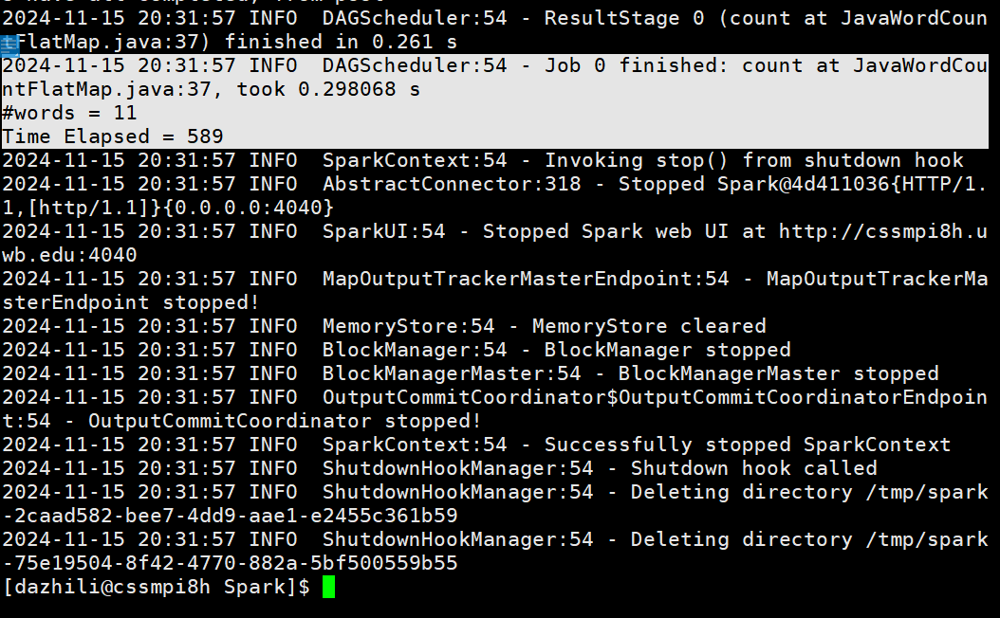 2024-11-15 20:31:57 INFO  DAGScheduler:54 - ResultStage 0 (count at JavaWordCoun
tFlatMap.java:37) finished in 0.261 s
2024-11-15 20:31:57 INFO  DAGScheduler:54 - Job 0 finished: count at JavaWordCou
ntFlatMap.java:37, took 0.298068 s
#words = 11
Time Elapsed = 589
2024-11-15 20:31:57 INFO  SparkContext:54 - Invoking stop() from shutdown hook
2024-11-15 20:31:57 INFO  AbstractConnector:318 - Stopped Spark@4d411036{HTTP/1.
1,[http/1.1]}{0.0.0.0:4040}
2024-11-15 20:31:57 INFO  SparkUI:54 - Stopped Spark web UI at http://cssmpi8h.u
wb.edu:4040
2024-11-15 20:31:57 INFO  MapOutputTrackerMasterEndpoint:54 - MapOutputTrackerMa
sterEndpoint stopped!
2024-11-15 20:31:57 INFO  MemoryStore:54 - MemoryStore cleared
2024-11-15 20:31:57 INFO  BlockManager:54 - BlockManager stopped
2024-11-15 20:31:57 INFO  BlockManagerMaster:54 - BlockManagerMaster stopped
2024-11-15 20:31:57 INFO  OutputCommitCoordinator$OutputCommitCoordinatorEndpoin
t:54 - OutputCommitCoordinator stopped!
2024-11-15 20:31:57 INFO  SparkContext:54 - Successfully stopped SparkContext
2024-11-15 20:31:57 INFO  ShutdownHookManager:54 - Shutdown hook called
2024-11-15 20:31:57 INFO  ShutdownHookManager:54 - Deleting directory /tmp/spark
-2caad582-bee7-4dd9-aae1-e2455c361b59
2024-11-15 20:31:57 INFO  ShutdownHookManager:54 - Deleting directory /tmp/spark
-75e19504-8f42-4770-882a-5bf500559b55
[dazhili@cssmpi8h Spark]$